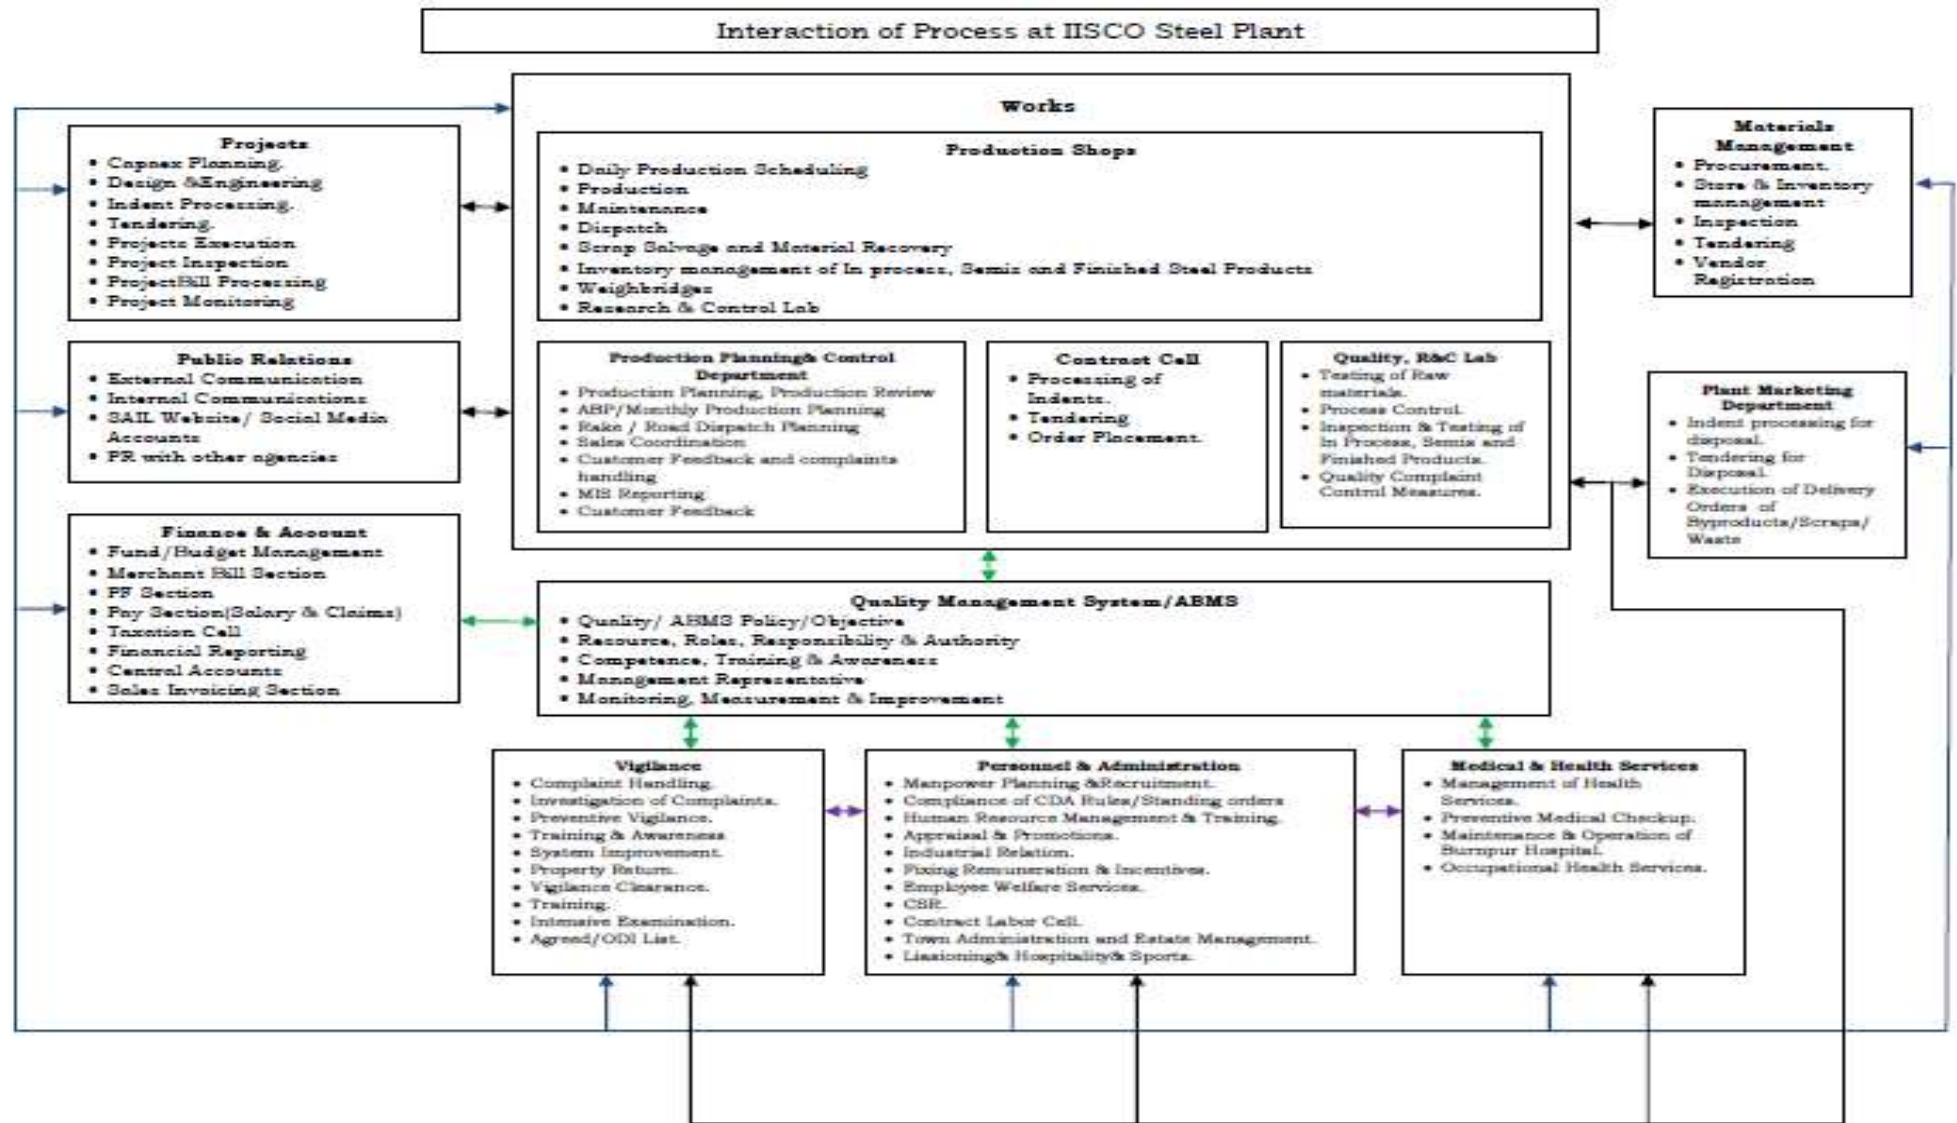 Interaction of Process at IISCO Steel Plant
Works
Projects
• Capaex Planning.
• Design &Engineering
• Indent Processing.
• Tendering.
• Projects Execution
• Project Inspection
• ProjectBill Processing
• Project Monitoring
Production Shops
• Daily Production Scheduling
• Production
• Maintenance
• Dispatch
• Scrap Salvage and Material Recovery
• Inventory management of In process, Semis and Finished Steel Products
• Weighbridges
• Research & Control Lab
Materials
Management
• Procurement.
• Store & Inventory
management
• Inspection
• Tendering
• Vendor
Registration
Public Relations
• External Communication
• Internal Communications
• SAIL Website/ Social Media
Accounts
• PR with other agencies
Production Planning& Control
Department
• Production Planning, Production Review
• ABP/Monthly Production Planning
• Rake / Road Dispatch Planning
• Sales Coordination
• Customer Feedback and complaints
handling
• MIS Reporting
• Customer Feedback
Contract Cell
• Processing of
Indents.
• Tendering
• Order Placement.
Quality, R&C Lab
• Testing of Raw
materials.
• Process Control.
• Inspection & Testing of
In Process, Semis and
Finished Products.
• Quality Complaint
Control Measures.
Plant Marketing
Department
• Indent processing for
disposal.
• Tendering for
Disposal.
• Execution of Delivery
Orders of
Byproducts/Scraps/
Waste
Finance & Account
• Fund/Budget Management
• Merchant Bill Section
• PF Section
• Pay Section(Salary & Claims)
• Taxation Cell
• Financial Reporting
• Central Accounts
• Sales Invoicing Section
Quality Management System/ABMS
• Quality/ ABMS Policy/Objective
• Resource, Roles, Responsibility & Authority
• Competence, Training & Awareness
• Management Representative
• Monitoring, Measurement & Improvement
Vigilance
• Complaint Handling.
• Investigation of Complaints.
• Preventive Vigilance.
• Training & Awareness
• System Improvement.
• Property Return.
• Vigilance Clearance.
• Training.
• Intensive Examination.
• Agreed/ODI List.
Personnel & Administration
• Manpower Planning &Recruitment.
• Compliance of CDA Rules/Standing orders
• Human Resource Management & Training.
• Appraisal & Promotions.
• Industrial Relation.
• Fixing Remuneration & Incentives.
• Employee Welfare Services.
• CSR.
• Contract Labor Cell.
• Town Administration and Estate Management.
• Liasioning& Hospitality& Sports.
Medical & Health Services
• Management of Health
Services.
• Preventive Medical Checkup.
• Maintenance & Operation of
Burnpur Hospital.
• Occupational Health Services.